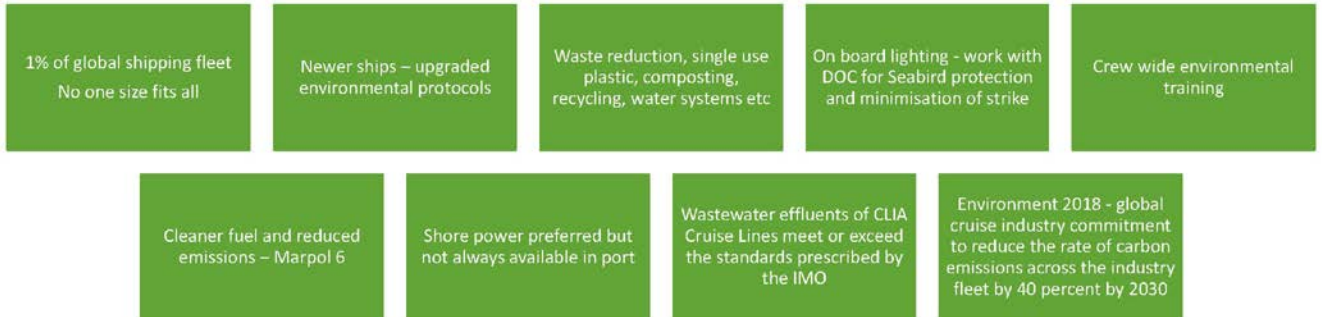 1% of global shipping fleet
No one size fits all
Newer ships – upgraded
environmental protocols
Waste reduction, single use
plastic, composting,
recycling, water systems etc
On board lighting - work with
DOC for Seabird protection
and minimisation of strike
Crew wide environmental
training
Cleaner fuel and reduced
emissions – Marpol 6
Shore power preferred but
not always available in port
Wastewater effluents of CLIA
Cruise Lines meet or exceed
the standards prescribed by
the IMO
Environment 2018 - global
cruise industry commitment
to reduce the rate of carbon
emissions across the industry
fleet by 40 percent by 2030